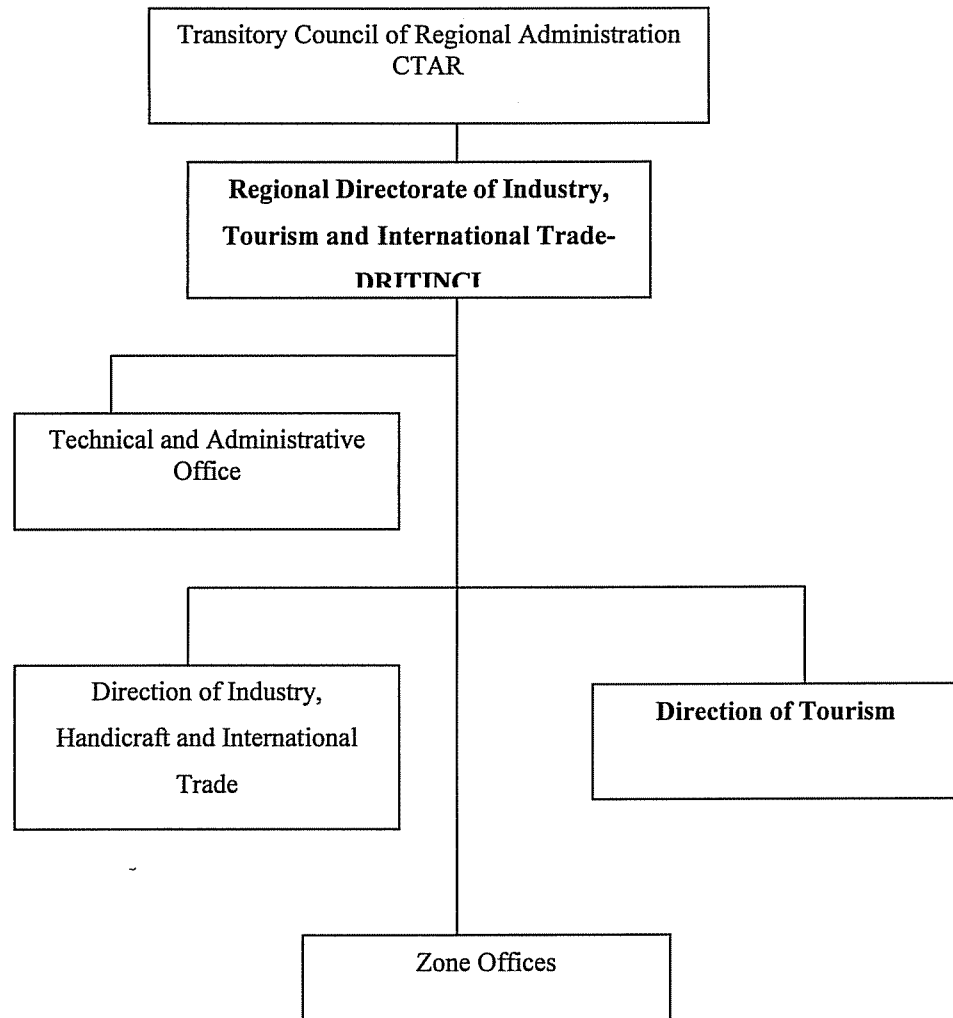 Transitory Council of Regional Administration
CTAR
Regional Directorate of Industry,
Tourism and International Trade-
DRITINCI
Technical and Administrative
Office
Direction of Industry,
Handicraft and International
Trade
Direction of Tourism
Zone Offices